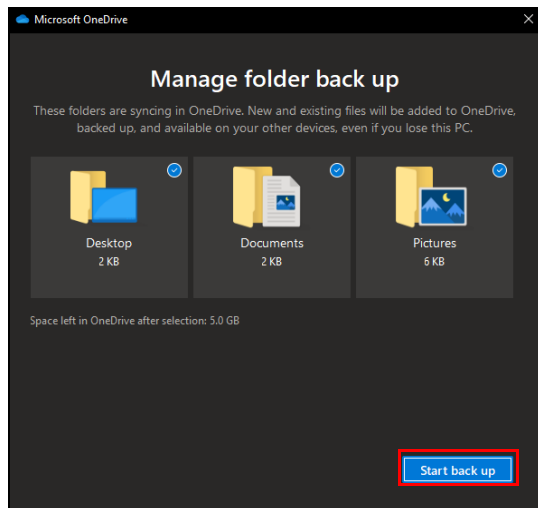 Microsoft OneDrive
Manage folder back up
These folders are syncing in OneDrive. New and existing files will be added to OneDrive,
backed up, and available on your other devices, even if you lose this PC.
Desktop
2 KB
Documents
2 KB
Pictures
6 KB
Space left in OneDrive after selection: 5.0 GB
Start back up